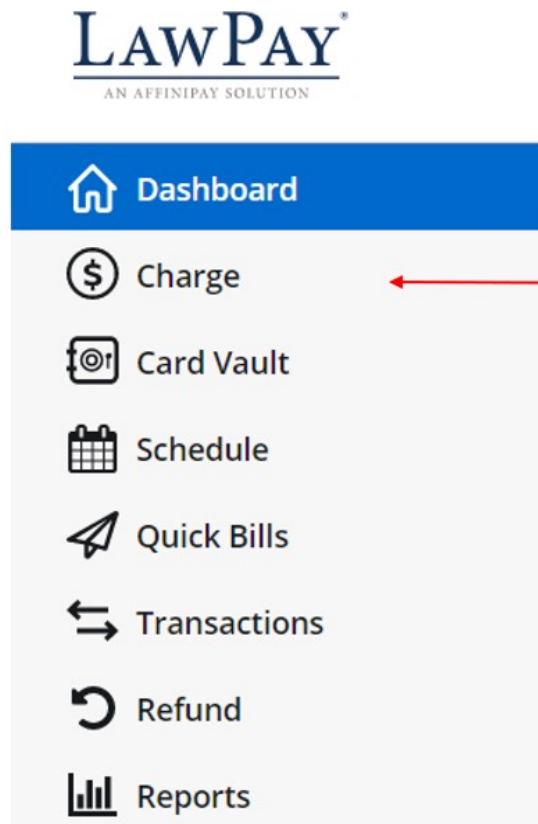 LAWPAY®
AN AFFINIPAY SOLUTION
Dashboard
Charge
Card Vault
Schedule
Quick Bills
Transactions
Refund
Reports